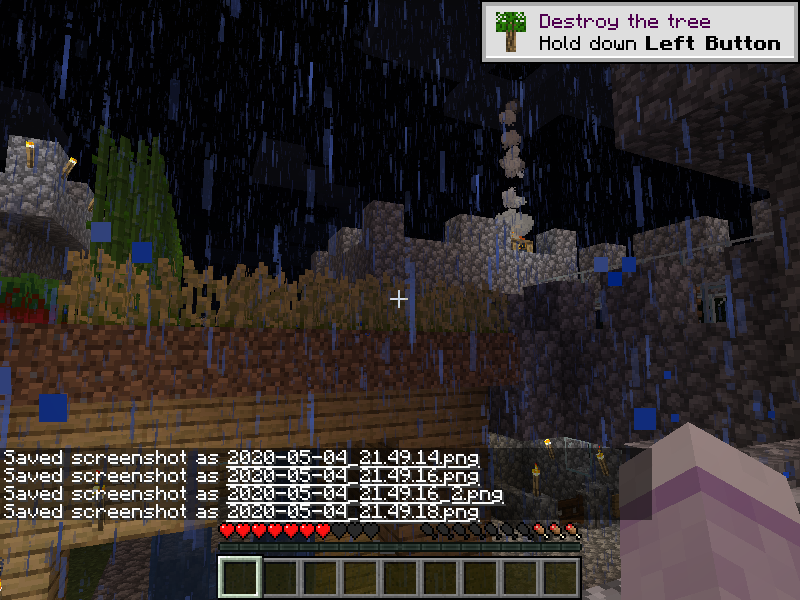 Destroy the tree
Hold down Left Button
Saved screenshot as 2020-05-04_21.49.14.png
Saved screenshot as 2020-05-04_21.49.16.png
Saved screenshot as 2020-05-04_21.49.16_2.png
Saved screenshot as 2020-05-04_21.49.18.png